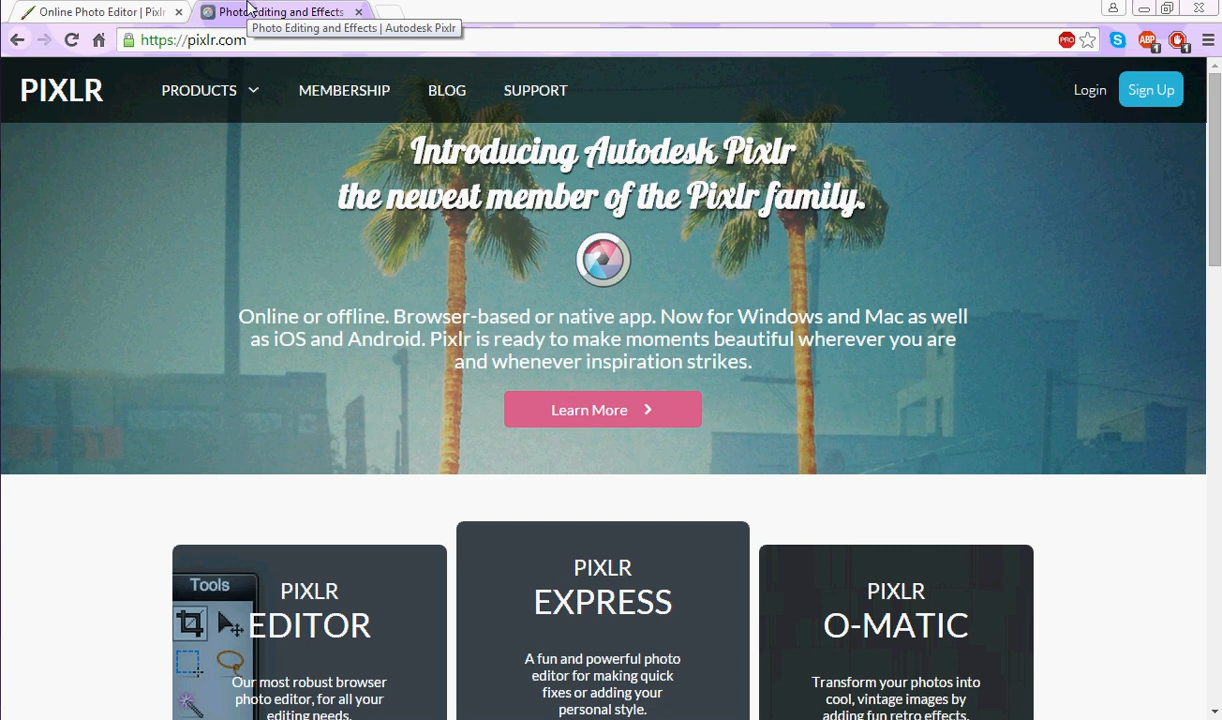 Online Photo Editor | Pixlr
Photo Editing and Effects
Photo Editing and Effects | Autodesk Pixlr
https://pixlr.com
PRO
ABP
1
1
PIXLR
PRODUCTS
MEMBERSHIP
BLOG
SUPPORT
Login
Sign Up
Introducing Autodesk Pixlr
the newest member of the Pixlr family.
Online or offline. Browser-based or native app. Now for Windows and Mac as well
as iOS and Android. Pixlr is ready to make moments beautiful wherever you are
and whenever inspiration strikes.
Learn More
Tools
PIXLR
EDITOR
Our most robust browser
photo editor, for all your
editing needs.
PIXLR
EXPRESS
A fun and powerful photo
editor for making quick
fixes or adding your
personal style.
PIXLR
O-MATIC
Transform your photos into
cool, vintage images by
adding fun retro effects.